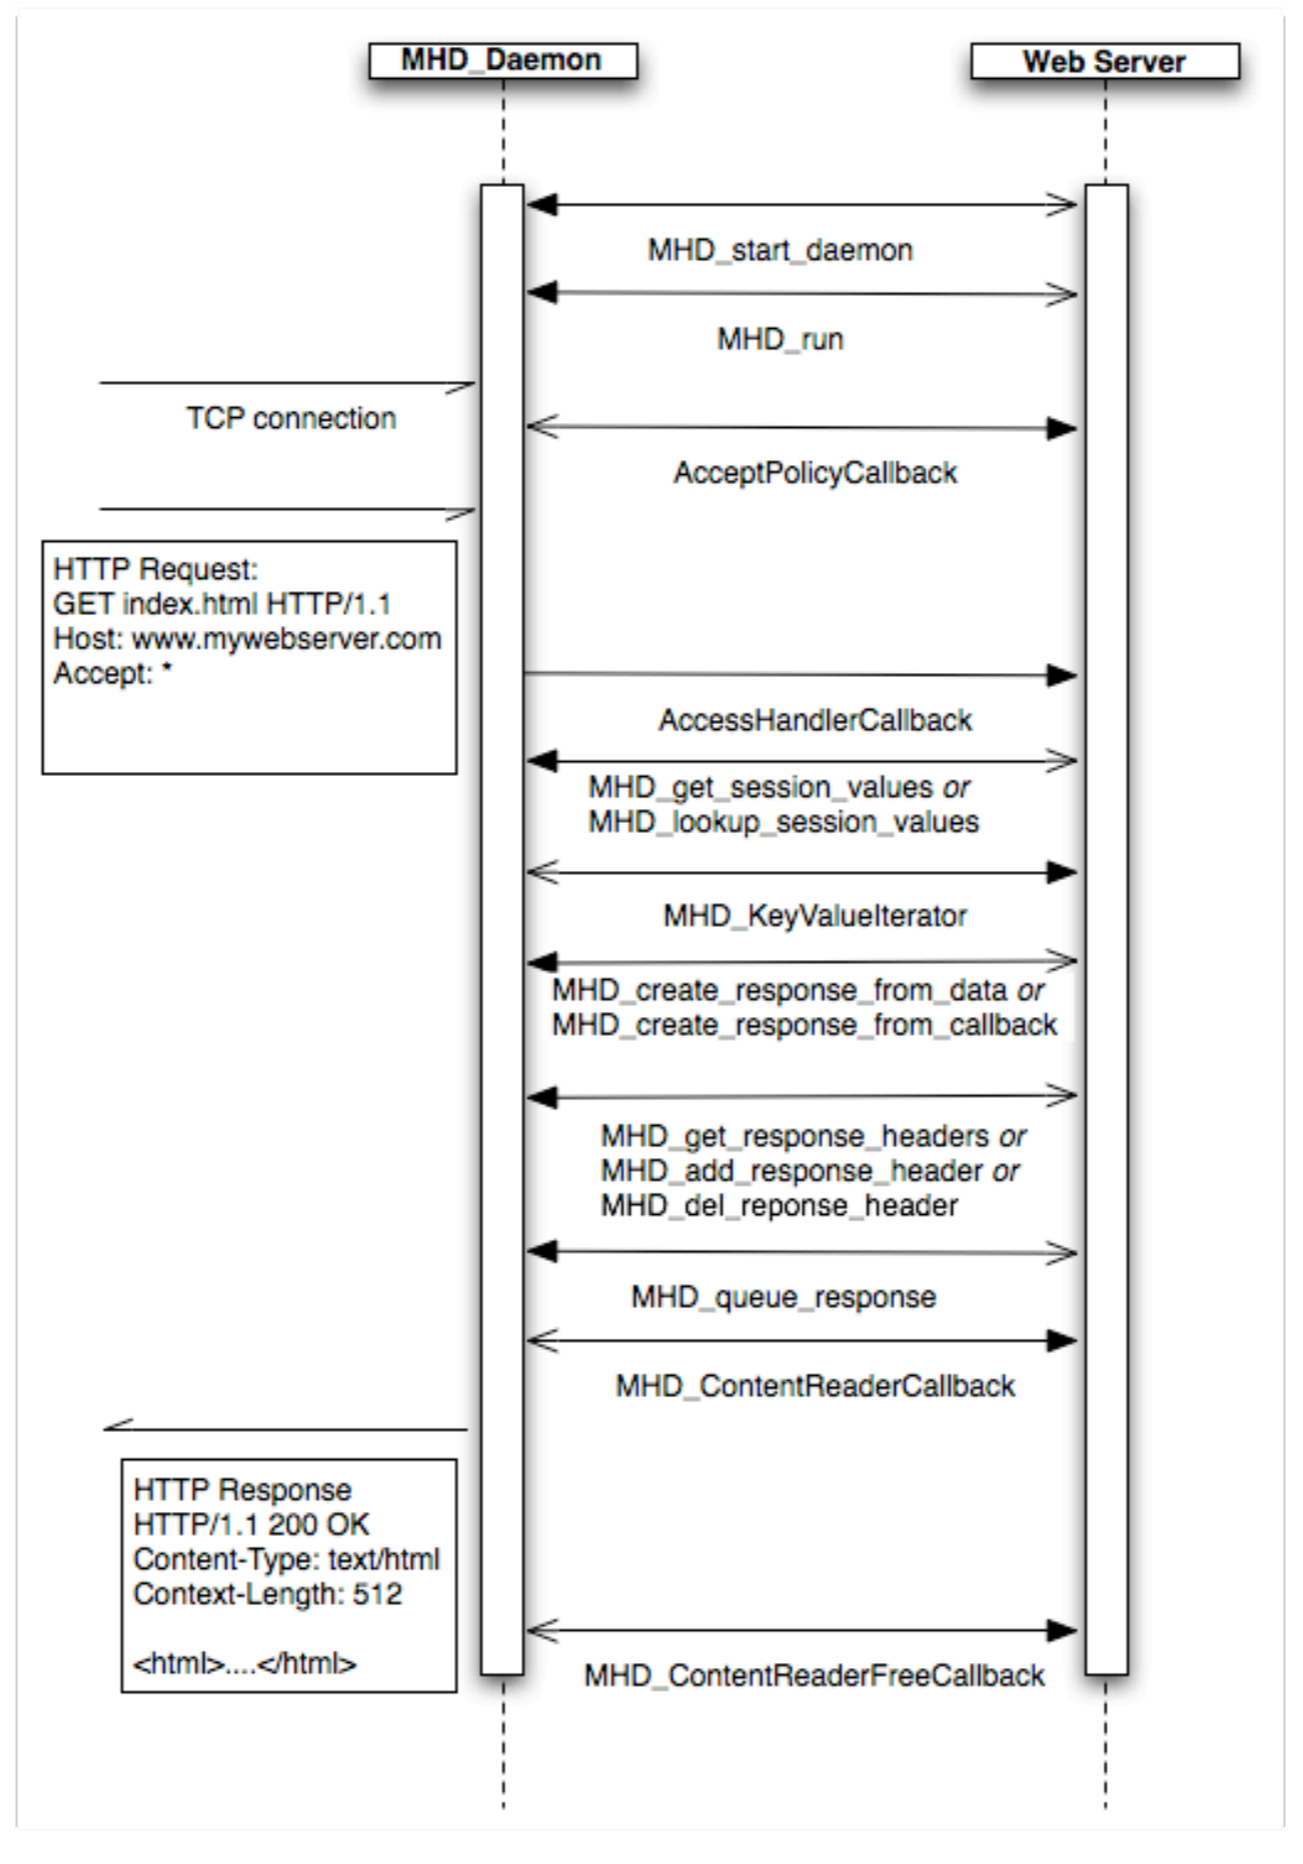 MHD_Daemon
Web Server
MHD_start_daemon
MHD_run
TCP connection
AcceptPolicyCallback
HTTP Request:
GET index.html HTTP/1.1
Host: www.mywebserver.com
Accept: *
AccessHandlerCallback
MHD_get_session_values or
MHD_lookup_session_values
MHD_KeyValueIterator
MHD_create_response_from_data or
MHD_create_response_from_callback
MHD_get_response_headers or
MHD_add_response_header or
MHD_del_reponse_header
MHD_queue_response
MHD_ContentReaderCallback
HTTP Response
HTTP/1.1 200 OK
Content-Type: text/html
Context-Length: 512
<html>....</html>
MHD_ContentReaderFreeCallback